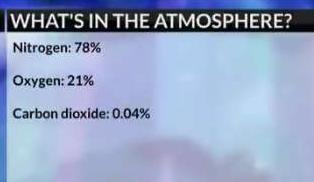 WHAT'S IN THE ATMOSPHERE?
Nitrogen: 78%
Oxygen: 21%
Carbon dioxide: 0.04%